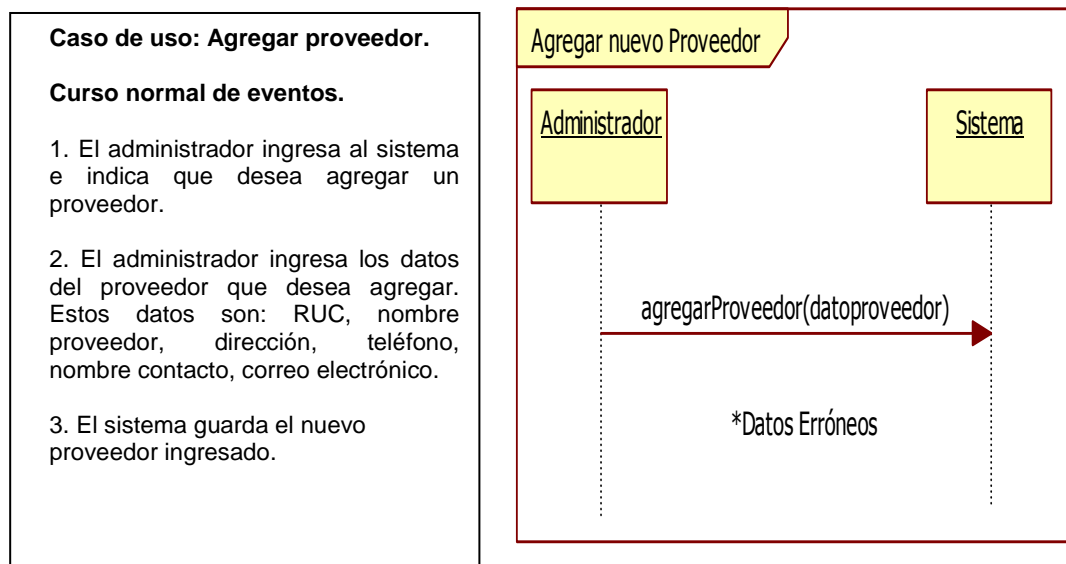 Caso de uso: Agregar proveedor.
Curso normal de eventos.
1. El administrador ingresa al sistema
e indica que desea agregar un
proveedor.
2. El administrador ingresa los datos
del proveedor que desea agregar.
Estos datos son: RUC, nombre
proveedor, dirección, teléfono,
nombre contacto, correo electrónico.
3. El sistema guarda el nuevo
proveedor ingresado.
Agregar nuevo Proveedor
Administrador
Sistema
agregarProveedor(datoproveedor)
*Datos Erróneos